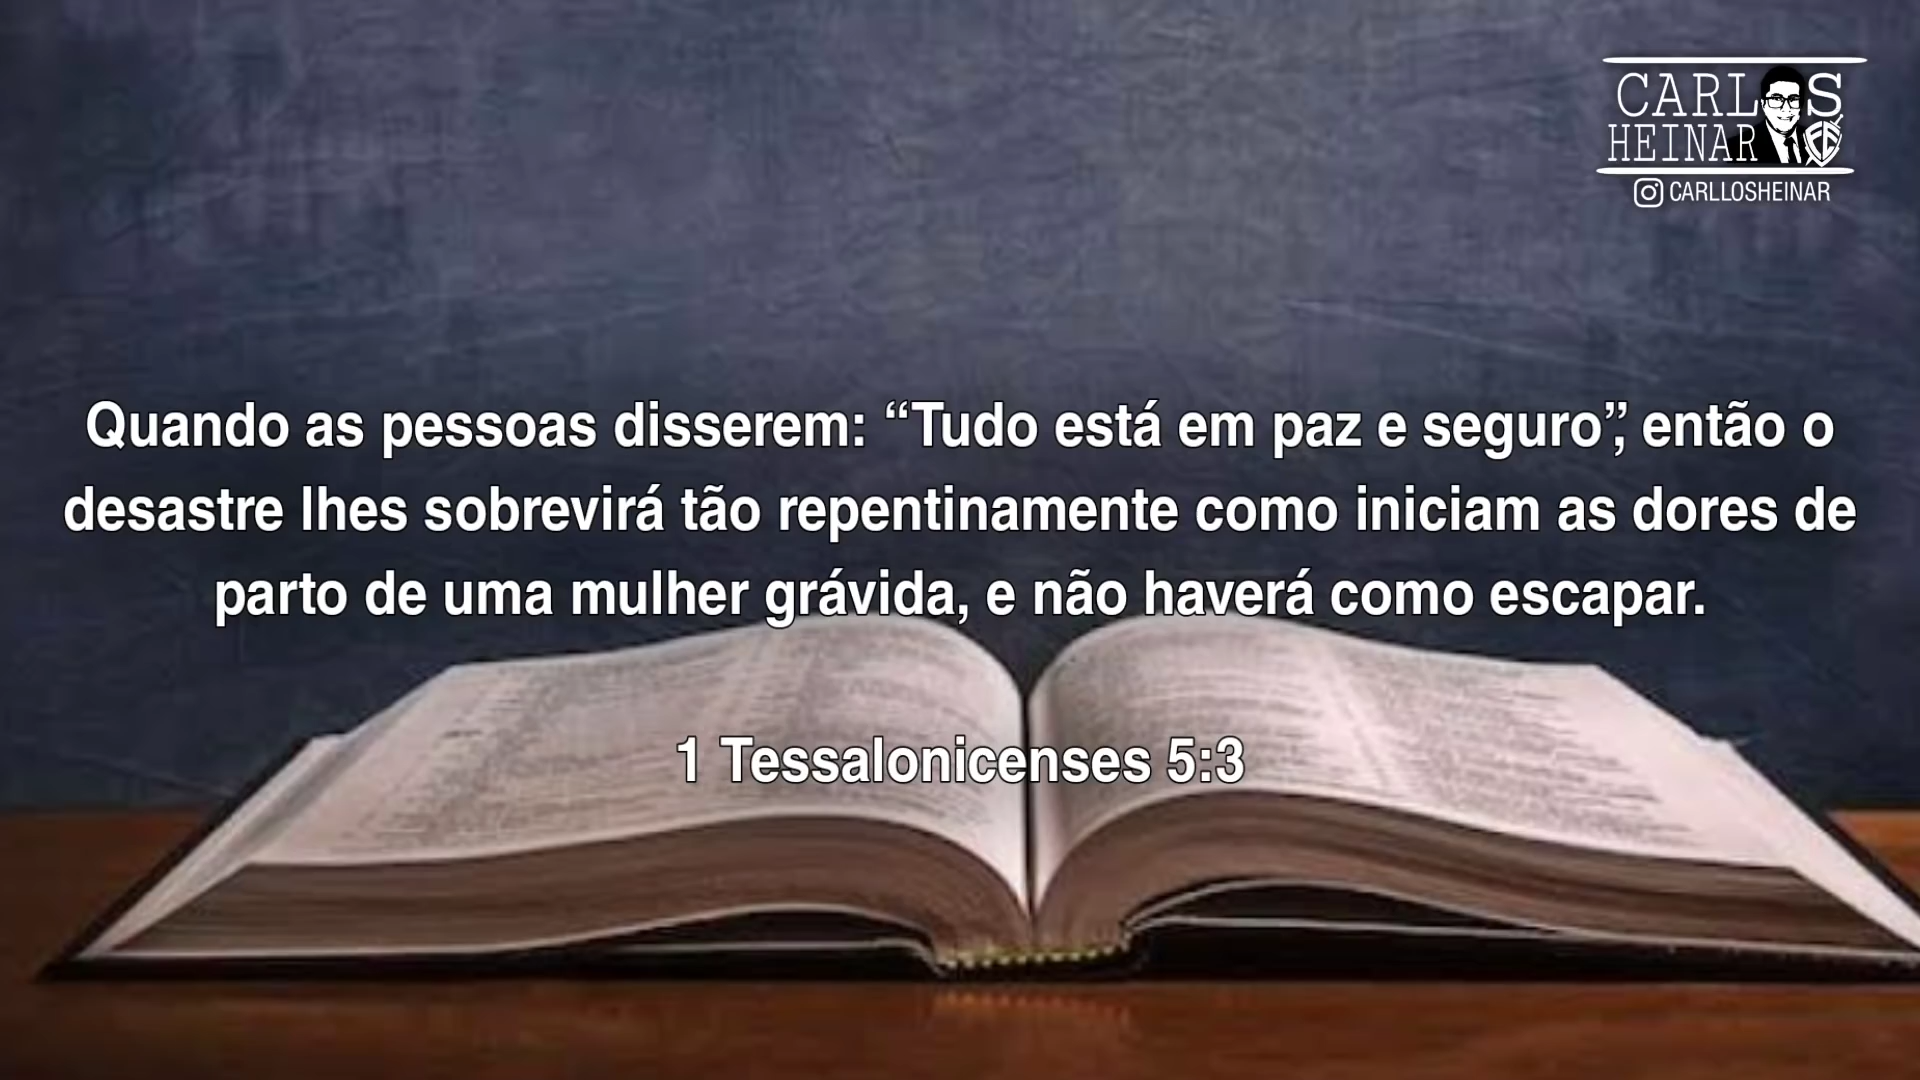 CARLOS
HEINAR
CARLLOSHEINAR
Quando as pessoas disserem: “Tudo está em paz e seguro”, então o
desastre lhes sobrevirá tão repentinamente como iniciam as dores de
parto de uma mulher grávida, e não haverá como escapar.
1 Tessalonicenses 5:3